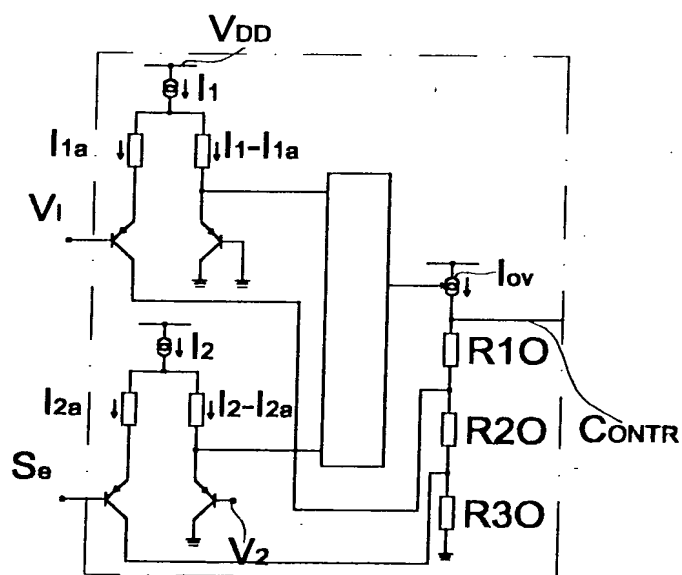 VDD
I1
I1a
I1-I1a
VI
IOV
I2
R1O
I2a
I2-I2a
R2O
CONTR
Se
R3O
V2